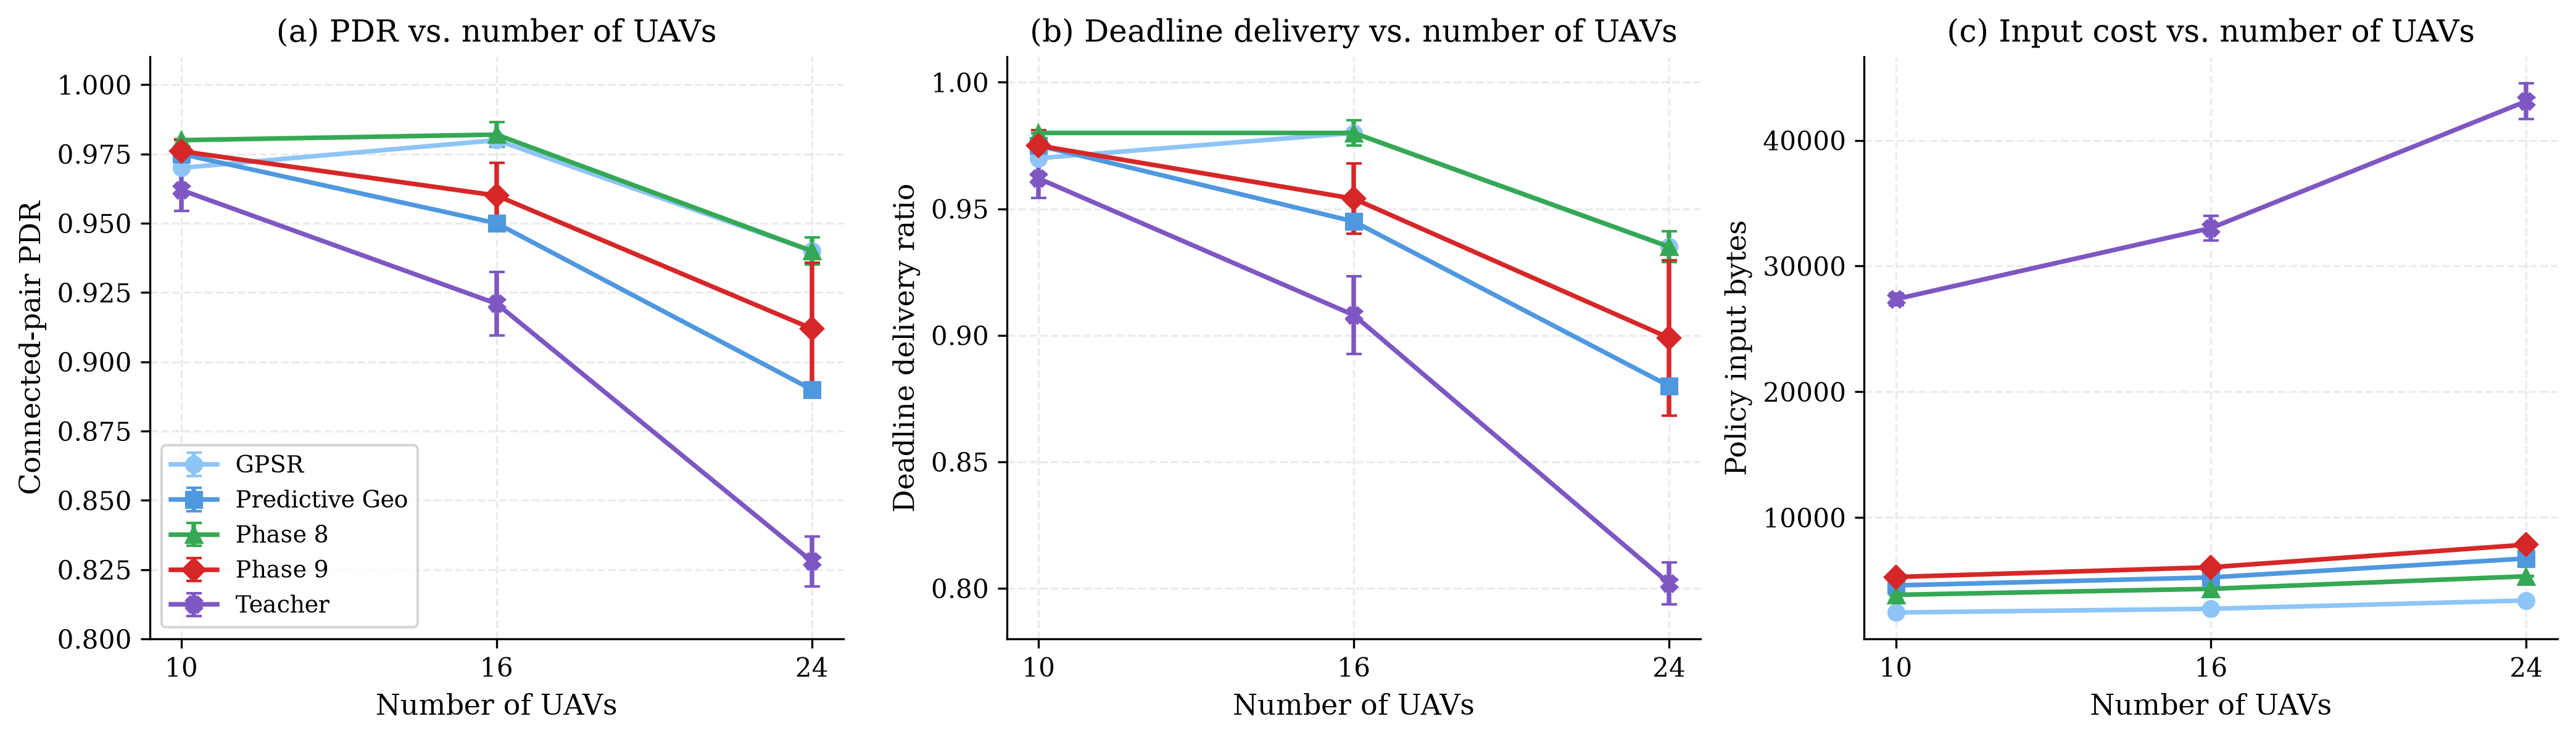 (a) PDR vs. number of UAVs
Connected-pair PDR
1.000
0.975
0.950
0.925
0.900
0.875
0.850
0.825
0.800
GPSR
Predictive Geo
Phase 8
Phase 9
Teacher
10 16 24
Number of UAVs
(b) Deadline delivery vs. number of UAVs
Deadline delivery ratio
1.00
0.95
0.90
0.85
0.80
10 16 24
Number of UAVs
(c) Input cost vs. number of UAVs
Policy input bytes
40000
30000
20000
10000
10 16 24
Number of UAVs